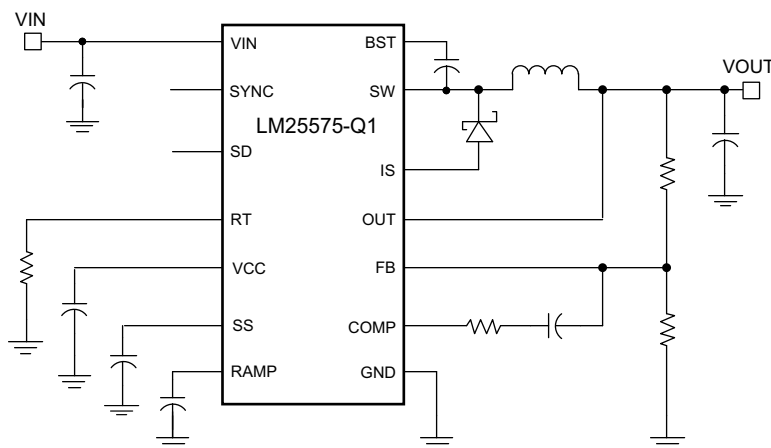 VIN
VOUT
VIN
SYNC
SD
RT
VCC
SS
RAMP
LM25575-Q1
BST
SW
IS
OUT
FB
COMP
GND